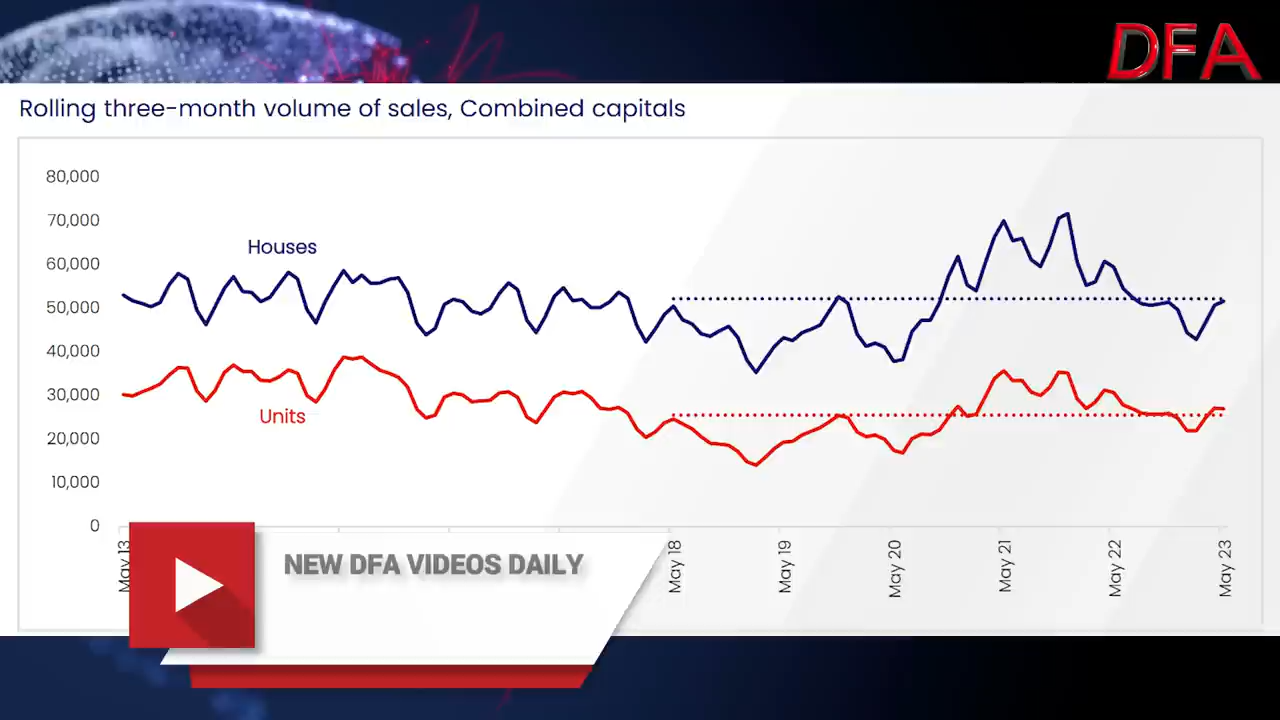 DFA
Rolling three-month volume of sales, Combined capitals
80,000
70,000
60,000
50,000
40,000
30,000
20,000
10,000
0
Houses
Units
May 13
May 18
May 19
May 20
May 21
May 22
May 23
NEW DFA VIDEOS DAILY